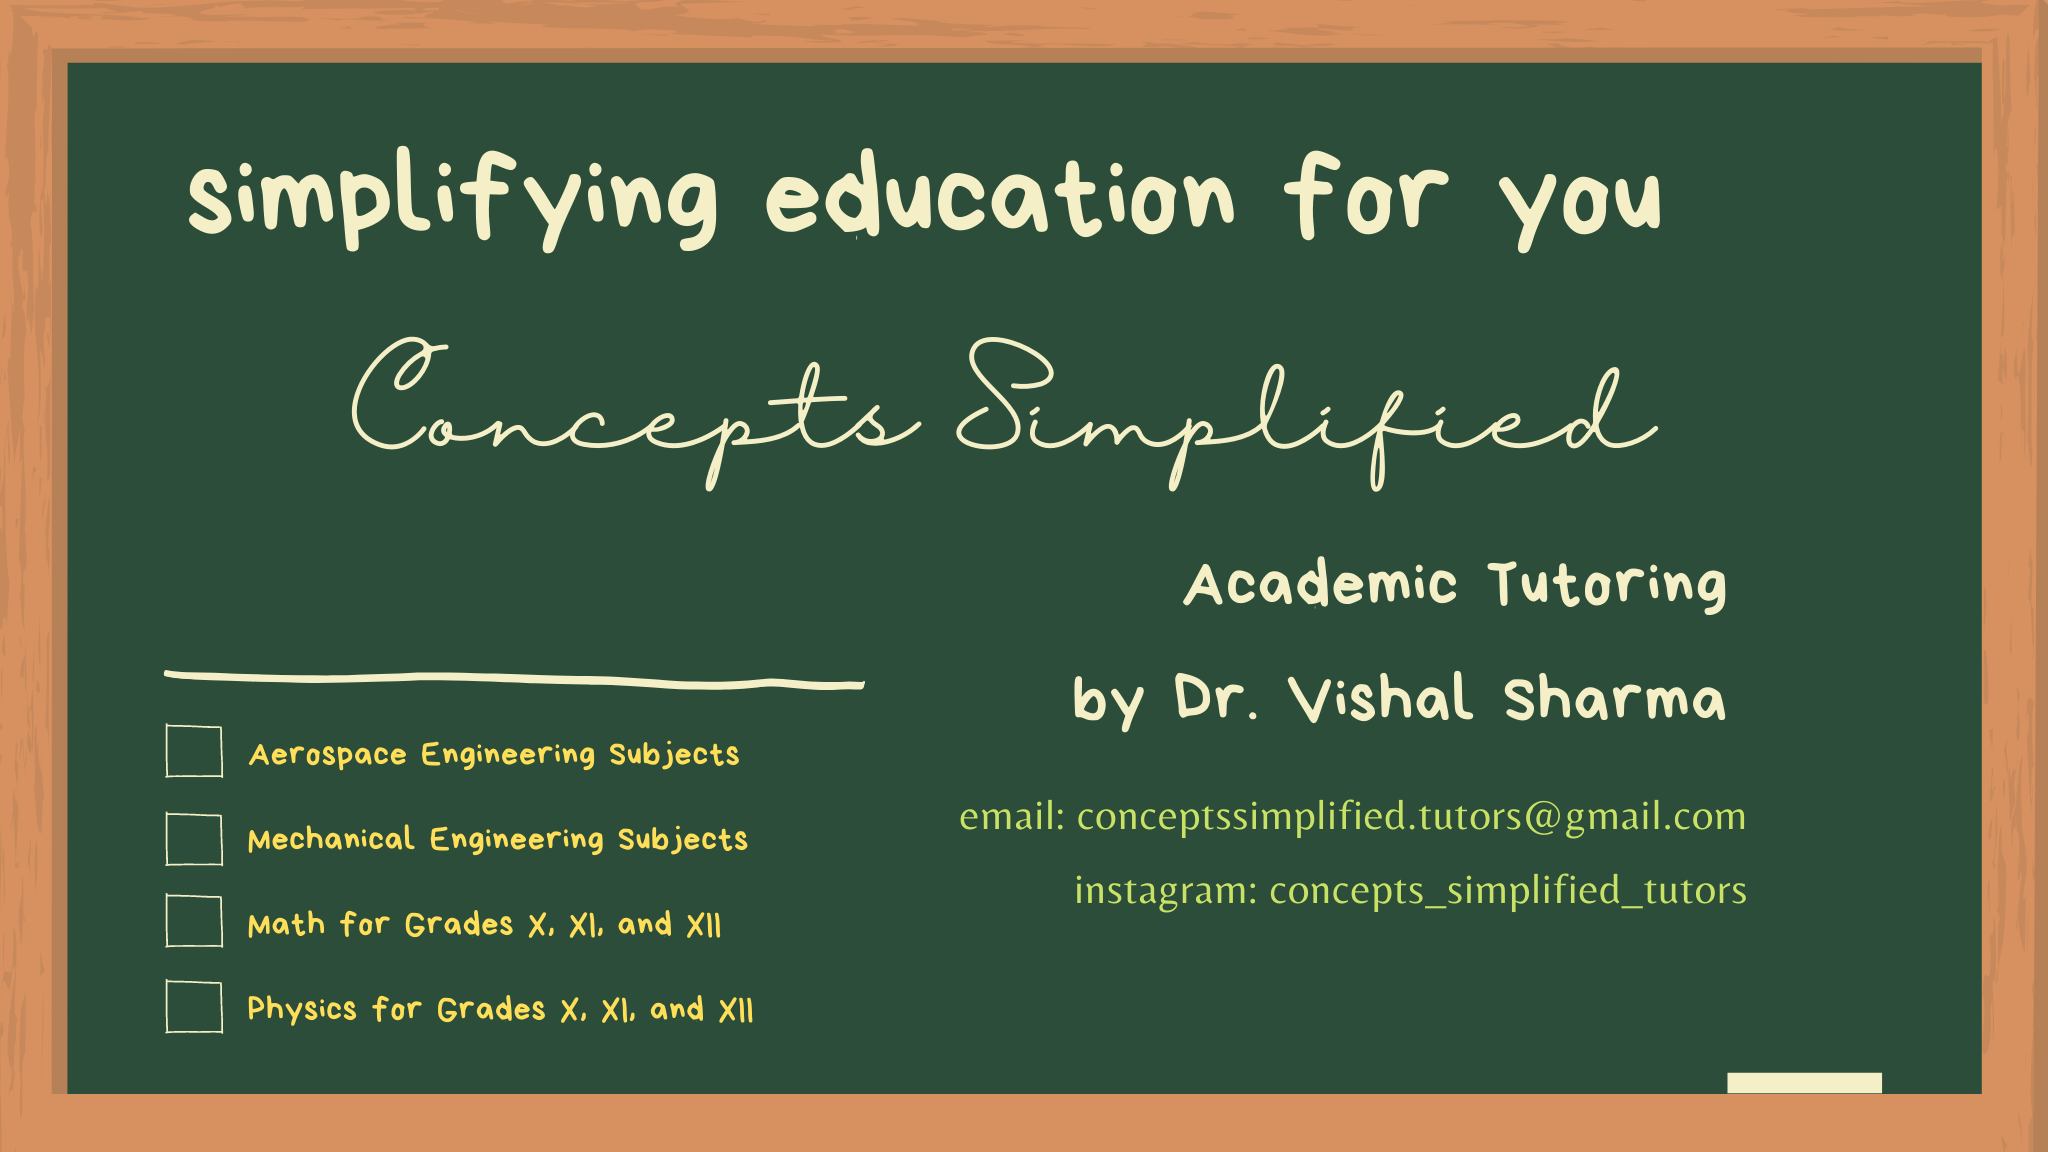 simplifying education for you
Concepts Simplified
Academic Tutoring
by Dr. Vishal Sharma
email: conceptssimplified.tutors@gmail.com
instagram: concepts_simplified_tutors
Aerospace Engineering Subjects
Mechanical Engineering Subjects
Math for Grades X, XI, and XII
Physics for Grades X, XI, and XII